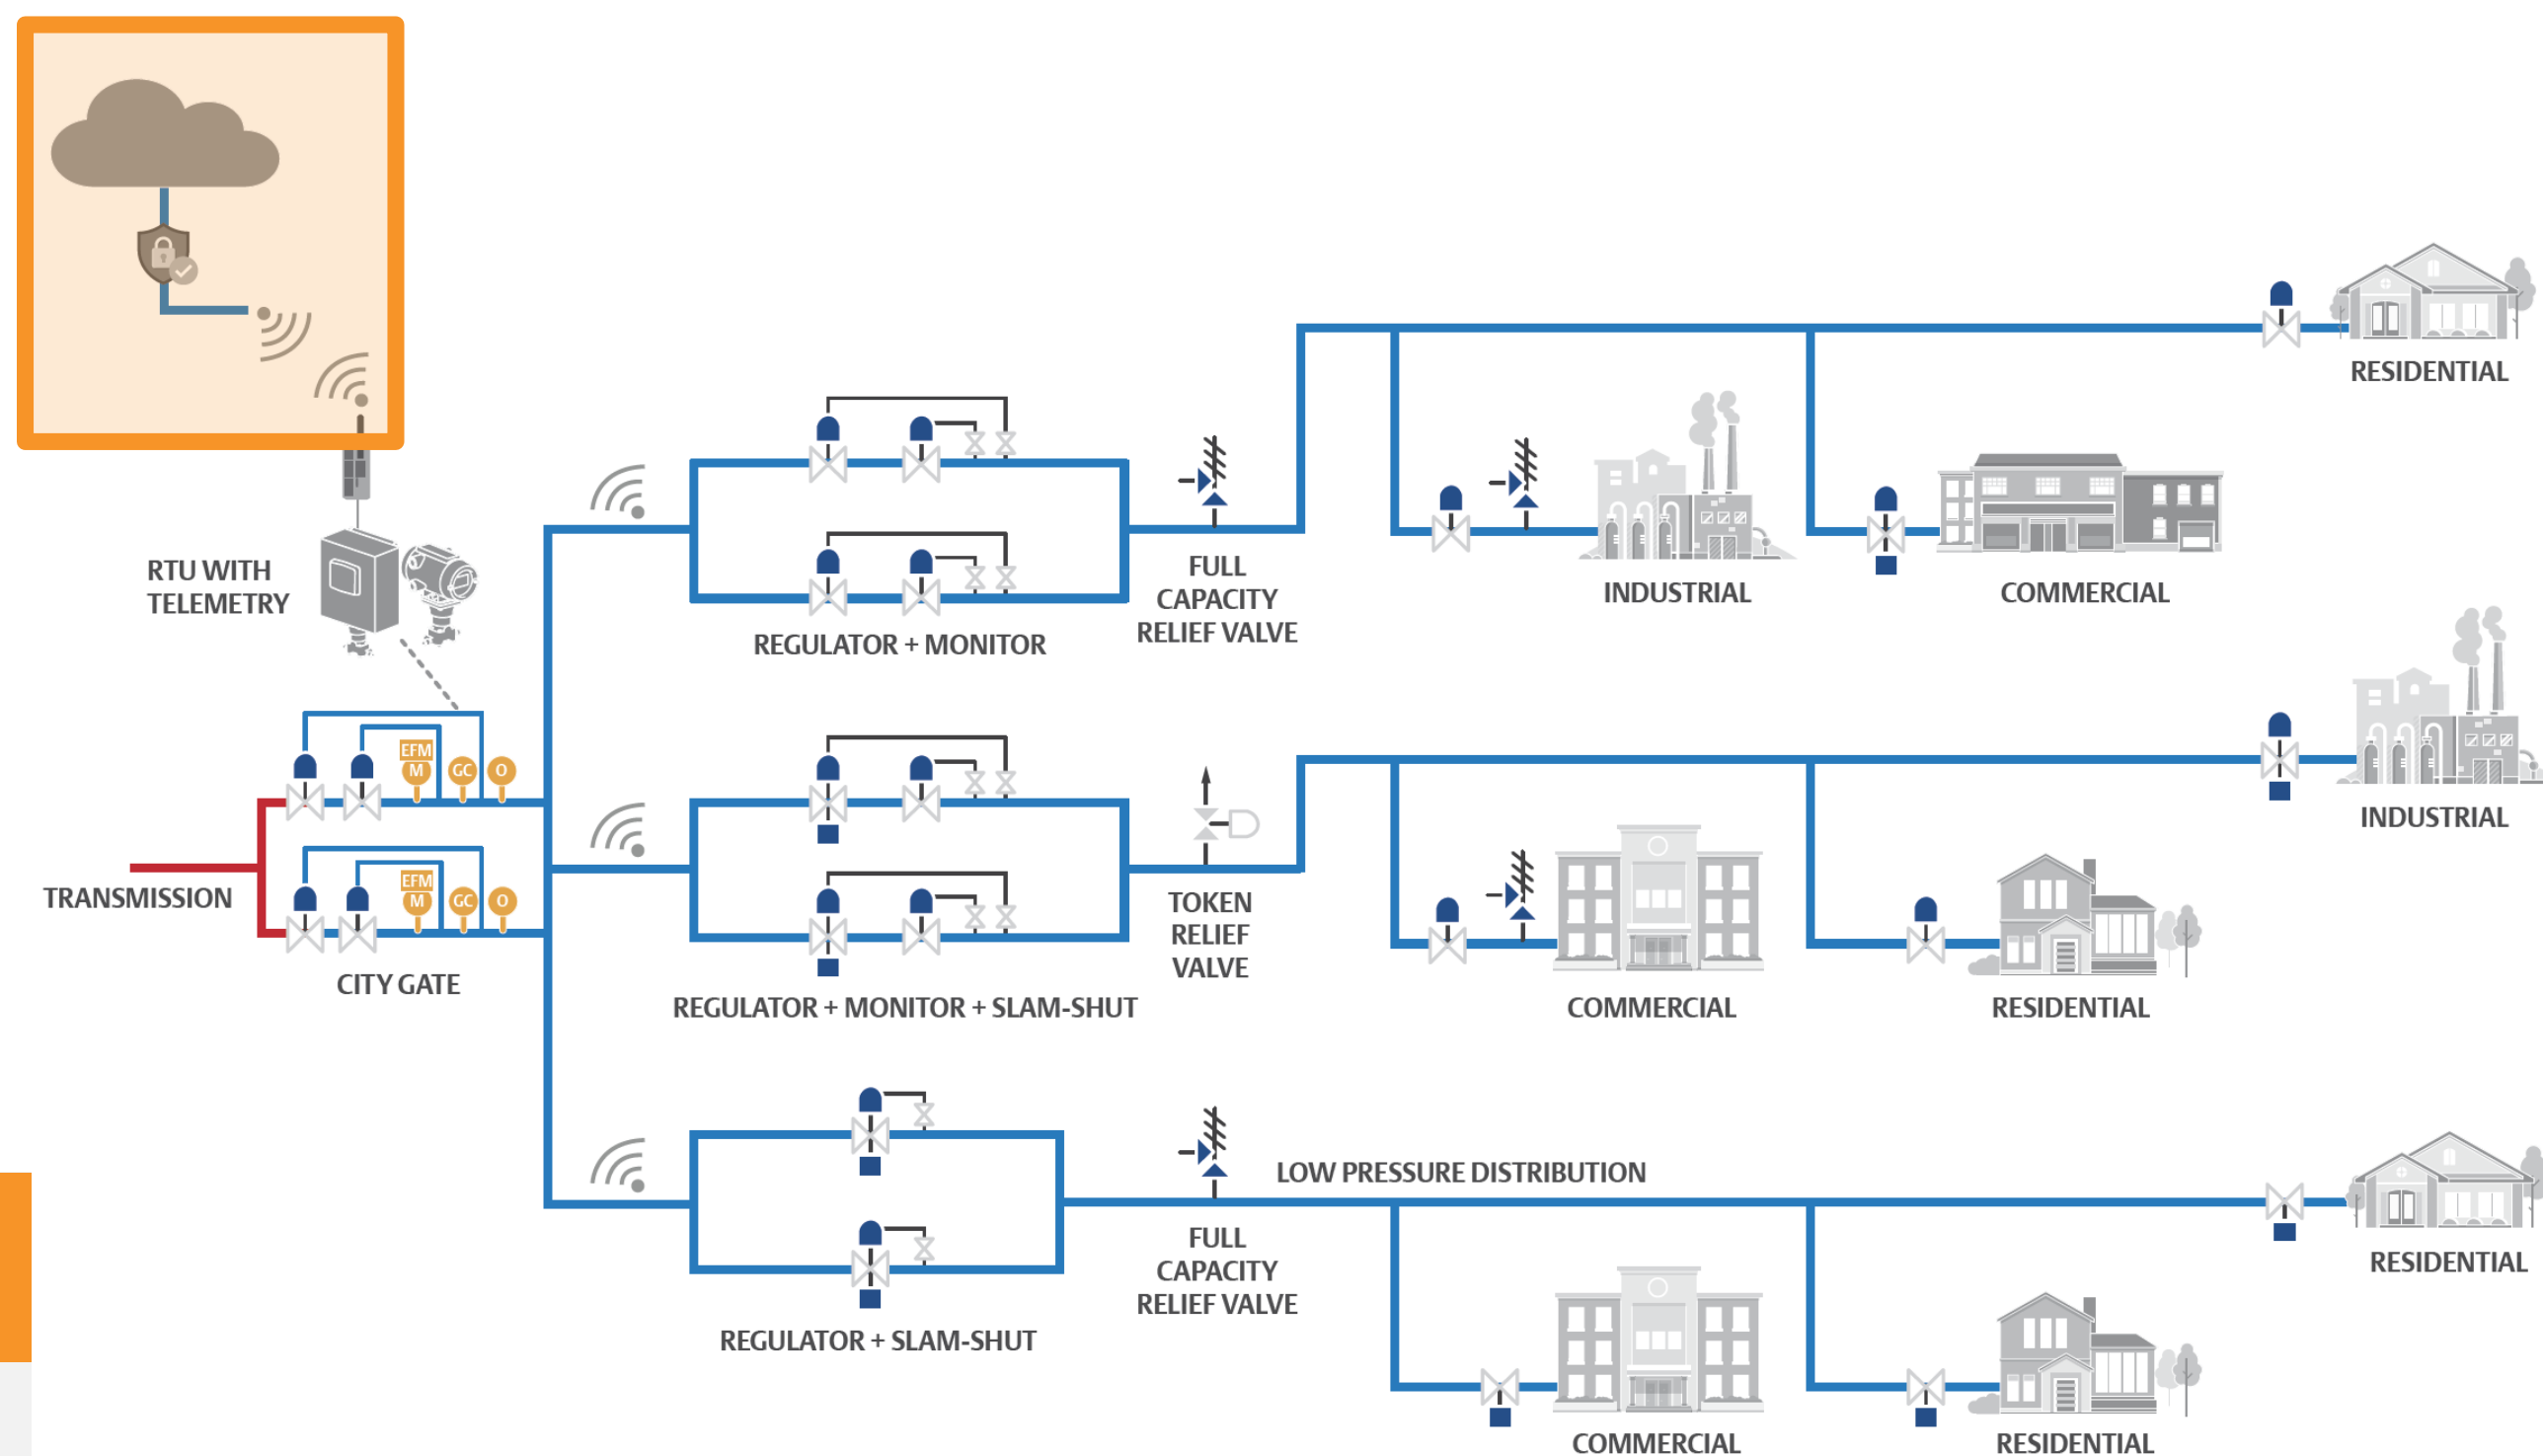 RESIDENTIAL
RTU WITH
TELEMETRY
REGULATOR + MONITOR
FULL
CAPACITY
RELIEF VALVE
INDUSTRIAL
COMMERCIAL
EFM
M
GC
O
EFM
M
GC
O
TRANSMISSION
CITY GATE
REGULATOR + MONITOR + SLAM-SHUT
TOKEN
RELIEF
VALVE
COMMERCIAL
RESIDENTIAL
INDUSTRIAL
REGULATOR + SLAM-SHUT
FULL
CAPACITY
RELIEF VALVE
LOW PRESSURE DISTRIBUTION
COMMERCIAL
RESIDENTIAL
RESIDENTIAL